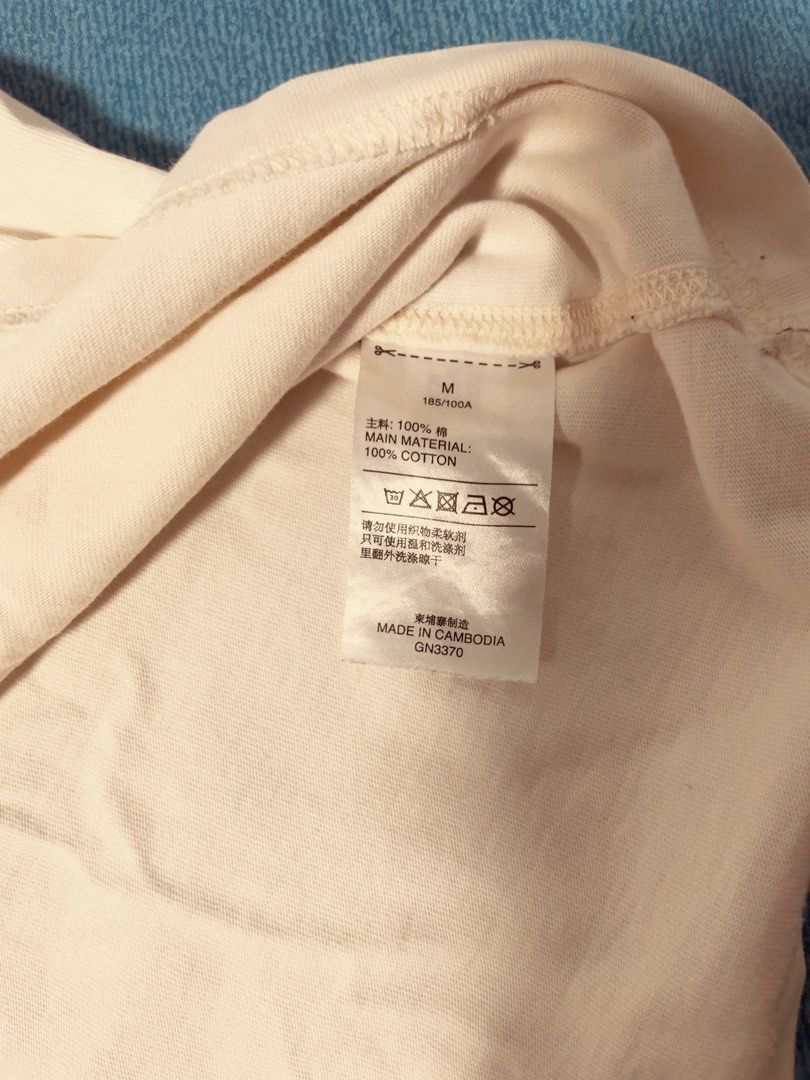 M
185/100A
主料: 100% 棉
MAIN MATERIAL:
100% COTTON
30
请勿使用织物柔软剂
只可使用温和洗涤剂
里翻外洗涤晾干
柬埔寨制造
MADE IN CAMBODIA
GN3370